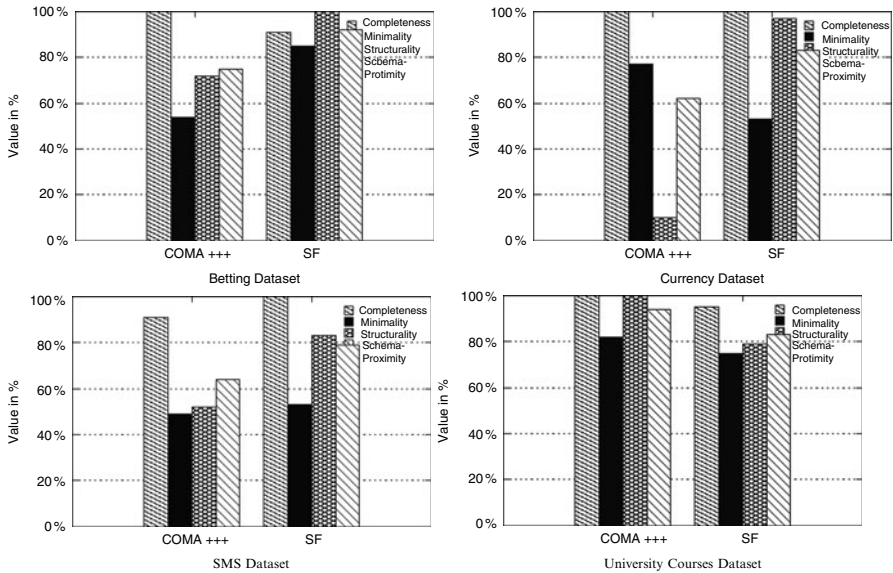 100 %
80 %
60 %
40 %
20 %
0 %
Value in %
Completeness
Minimality
Structurality
Scbema-
Protimity
COMA +++
SF
Betting Dataset
100 %
80 %
60 %
40 %
20 %
0 %
Value in %
Completeness
Minimality
Structurality
Scbema-
Proximity
COMA +++
SF
Currency Dataset
100 %
80 %
60 %
40 %
20 %
0 %
Value in %
Completeness
Minimality
Structurality
Schema-
Proximity
COMA +++
SF
SMS Dataset
100 %
80 %
60 %
40 %
20 %
0 %
Value in %
Completeness
Minimality
Structurality
Schema-
Protimity
COMA +++
SF
University Courses Dataset